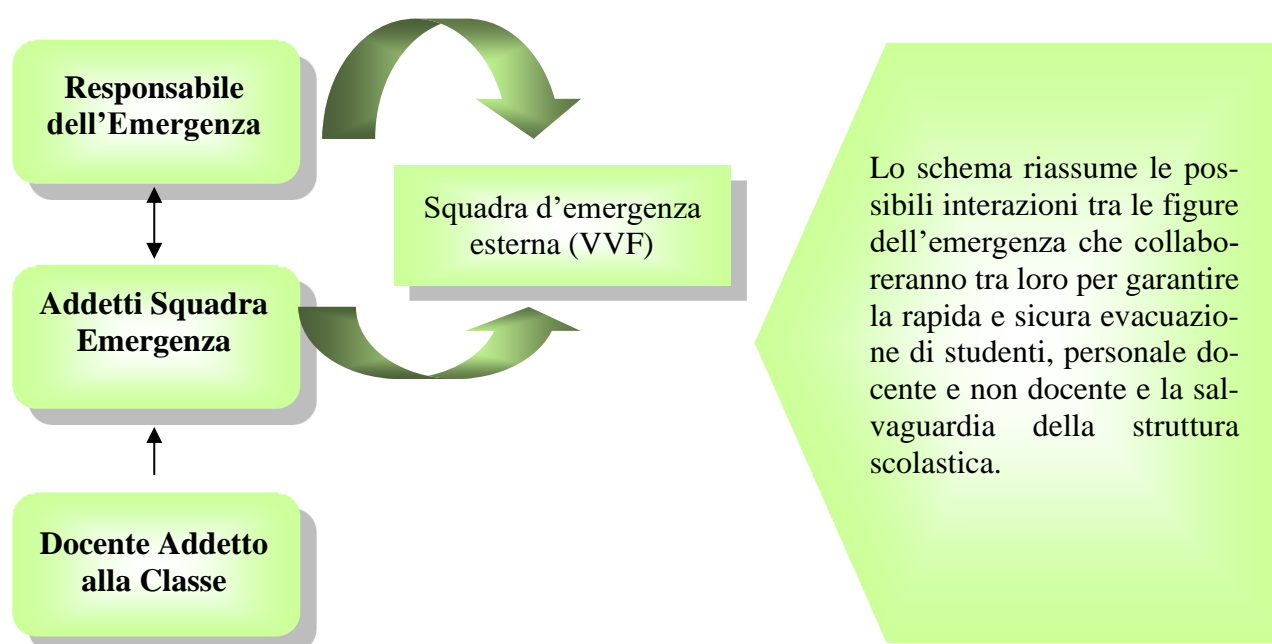 Responsabile
dell’Emergenza
Squadra d’emergenza
esterna (VVF)
Addetti Squadra
Emergenza
Docente Addetto
alla Classe
Lo schema riassume le pos-
sibili interazioni tra le figure
dell’emergenza che collabo-
reranno tra loro per garantire
la rapida e sicura evacuazio-
ne di studenti, personale do-
cente e non docente e la sal-
vaguardia della struttura
scolastica.